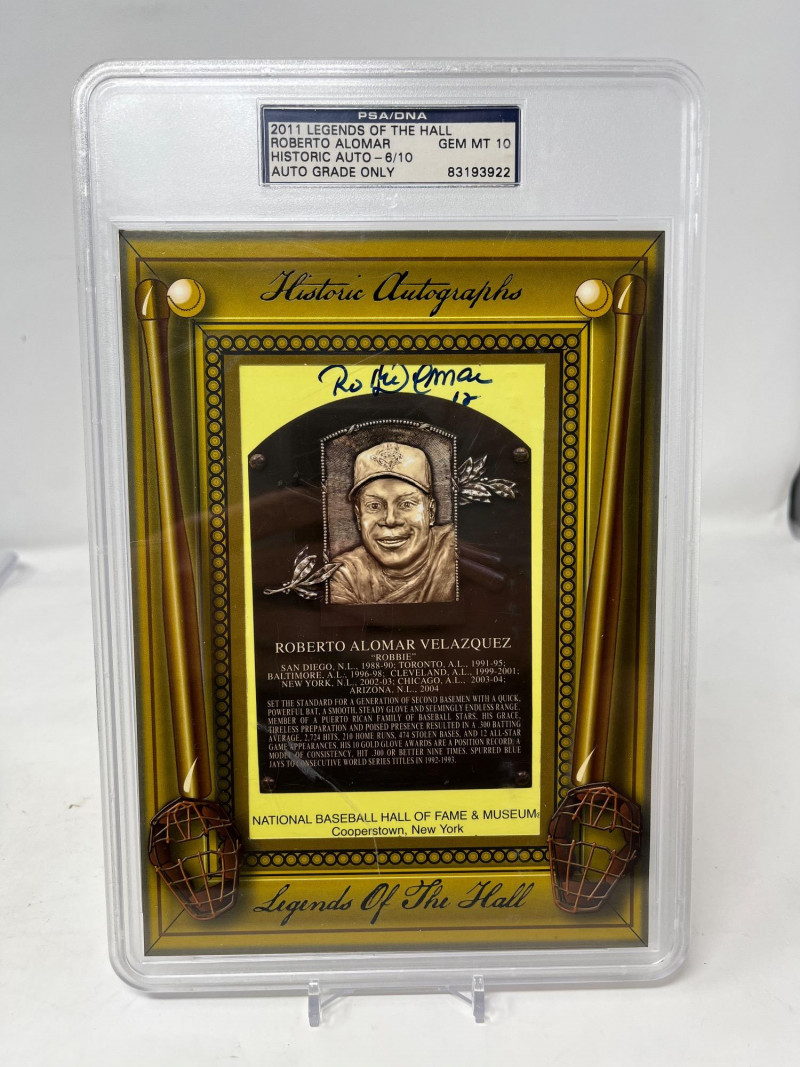 PSA/DNA
2011 LEGENDS OF THE HALL
ROBERTO ALOMAR GEM MT 10
HISTORIC AUTO – 6/10
AUTO GRADE ONLY 83193922
Historic Autographs
12
ROBERTO ALOMAR VELAZQUEZ
"ROBBIE"
SAN DIEGO, N.L., 1988-90; TORONTO, A.L., 1991-95;
BALTIMORE, A.L., 1996-98; CLEVELAND, A.L., 1999-2001;
NEW YORK, N.L., 2002-03; CHICAGO, A.L., 2003-04;
ARIZONA, N.L., 2004
SET THE STANDARD FOR A GENERATION OF SECOND BASEMEN WITH A QUICK,
POWERFUL BAT, A SMOOTH, STEADY GLOVE AND SEEMINGLY ENDLESS RANGE.
MEMBER OF A PUERTO RICAN FAMILY OF BASEBALL STARS, HIS GRACE,
TIRELESS PREPARATION AND POISED PRESENCE RESULTED IN A .300 BATTING
AVERAGE, 2,724 HITS, 210 HOME RUNS, 474 STOLEN BASES, AND 12 ALL-STAR
GAME APPEARANCES. HIS 10 GOLD GLOVE AWARDS ARE A POSITION RECORD. A
MODEL OF CONSISTENCY, HIT .300 OR BETTER NINE TIMES. SPURRED BLUE
JAYS TO CONSECUTIVE WORLD SERIES TITLES IN 1992-1993.
NATIONAL BASEBALL HALL OF FAME & MUSEUM
Cooperstown, New York
Legends Of The Hall